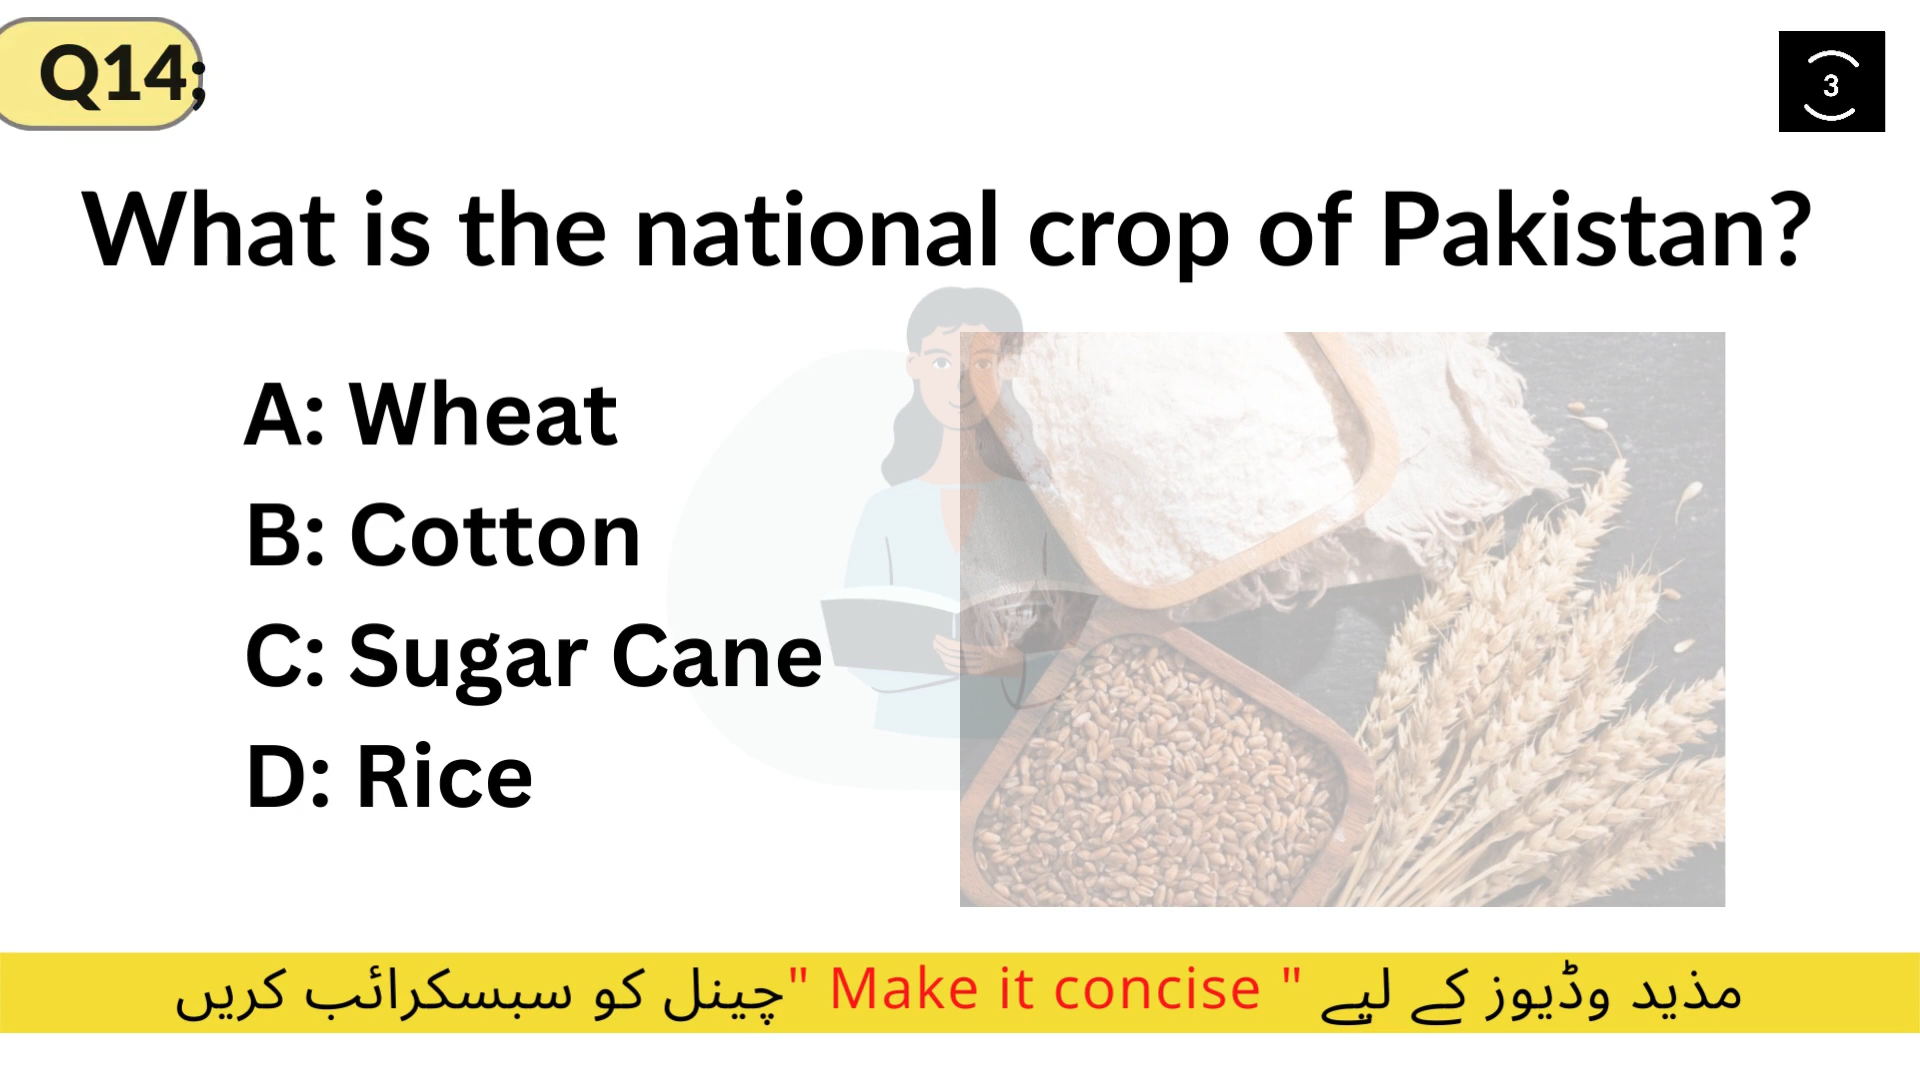 Q14;
3
What is the national crop of Pakistan?
A: Wheat
B: Cotton
C: Sugar Cane
D: Rice
مذید وڈیوز کے لیے " Make it concise "چینل کو سبسکرائب کریں